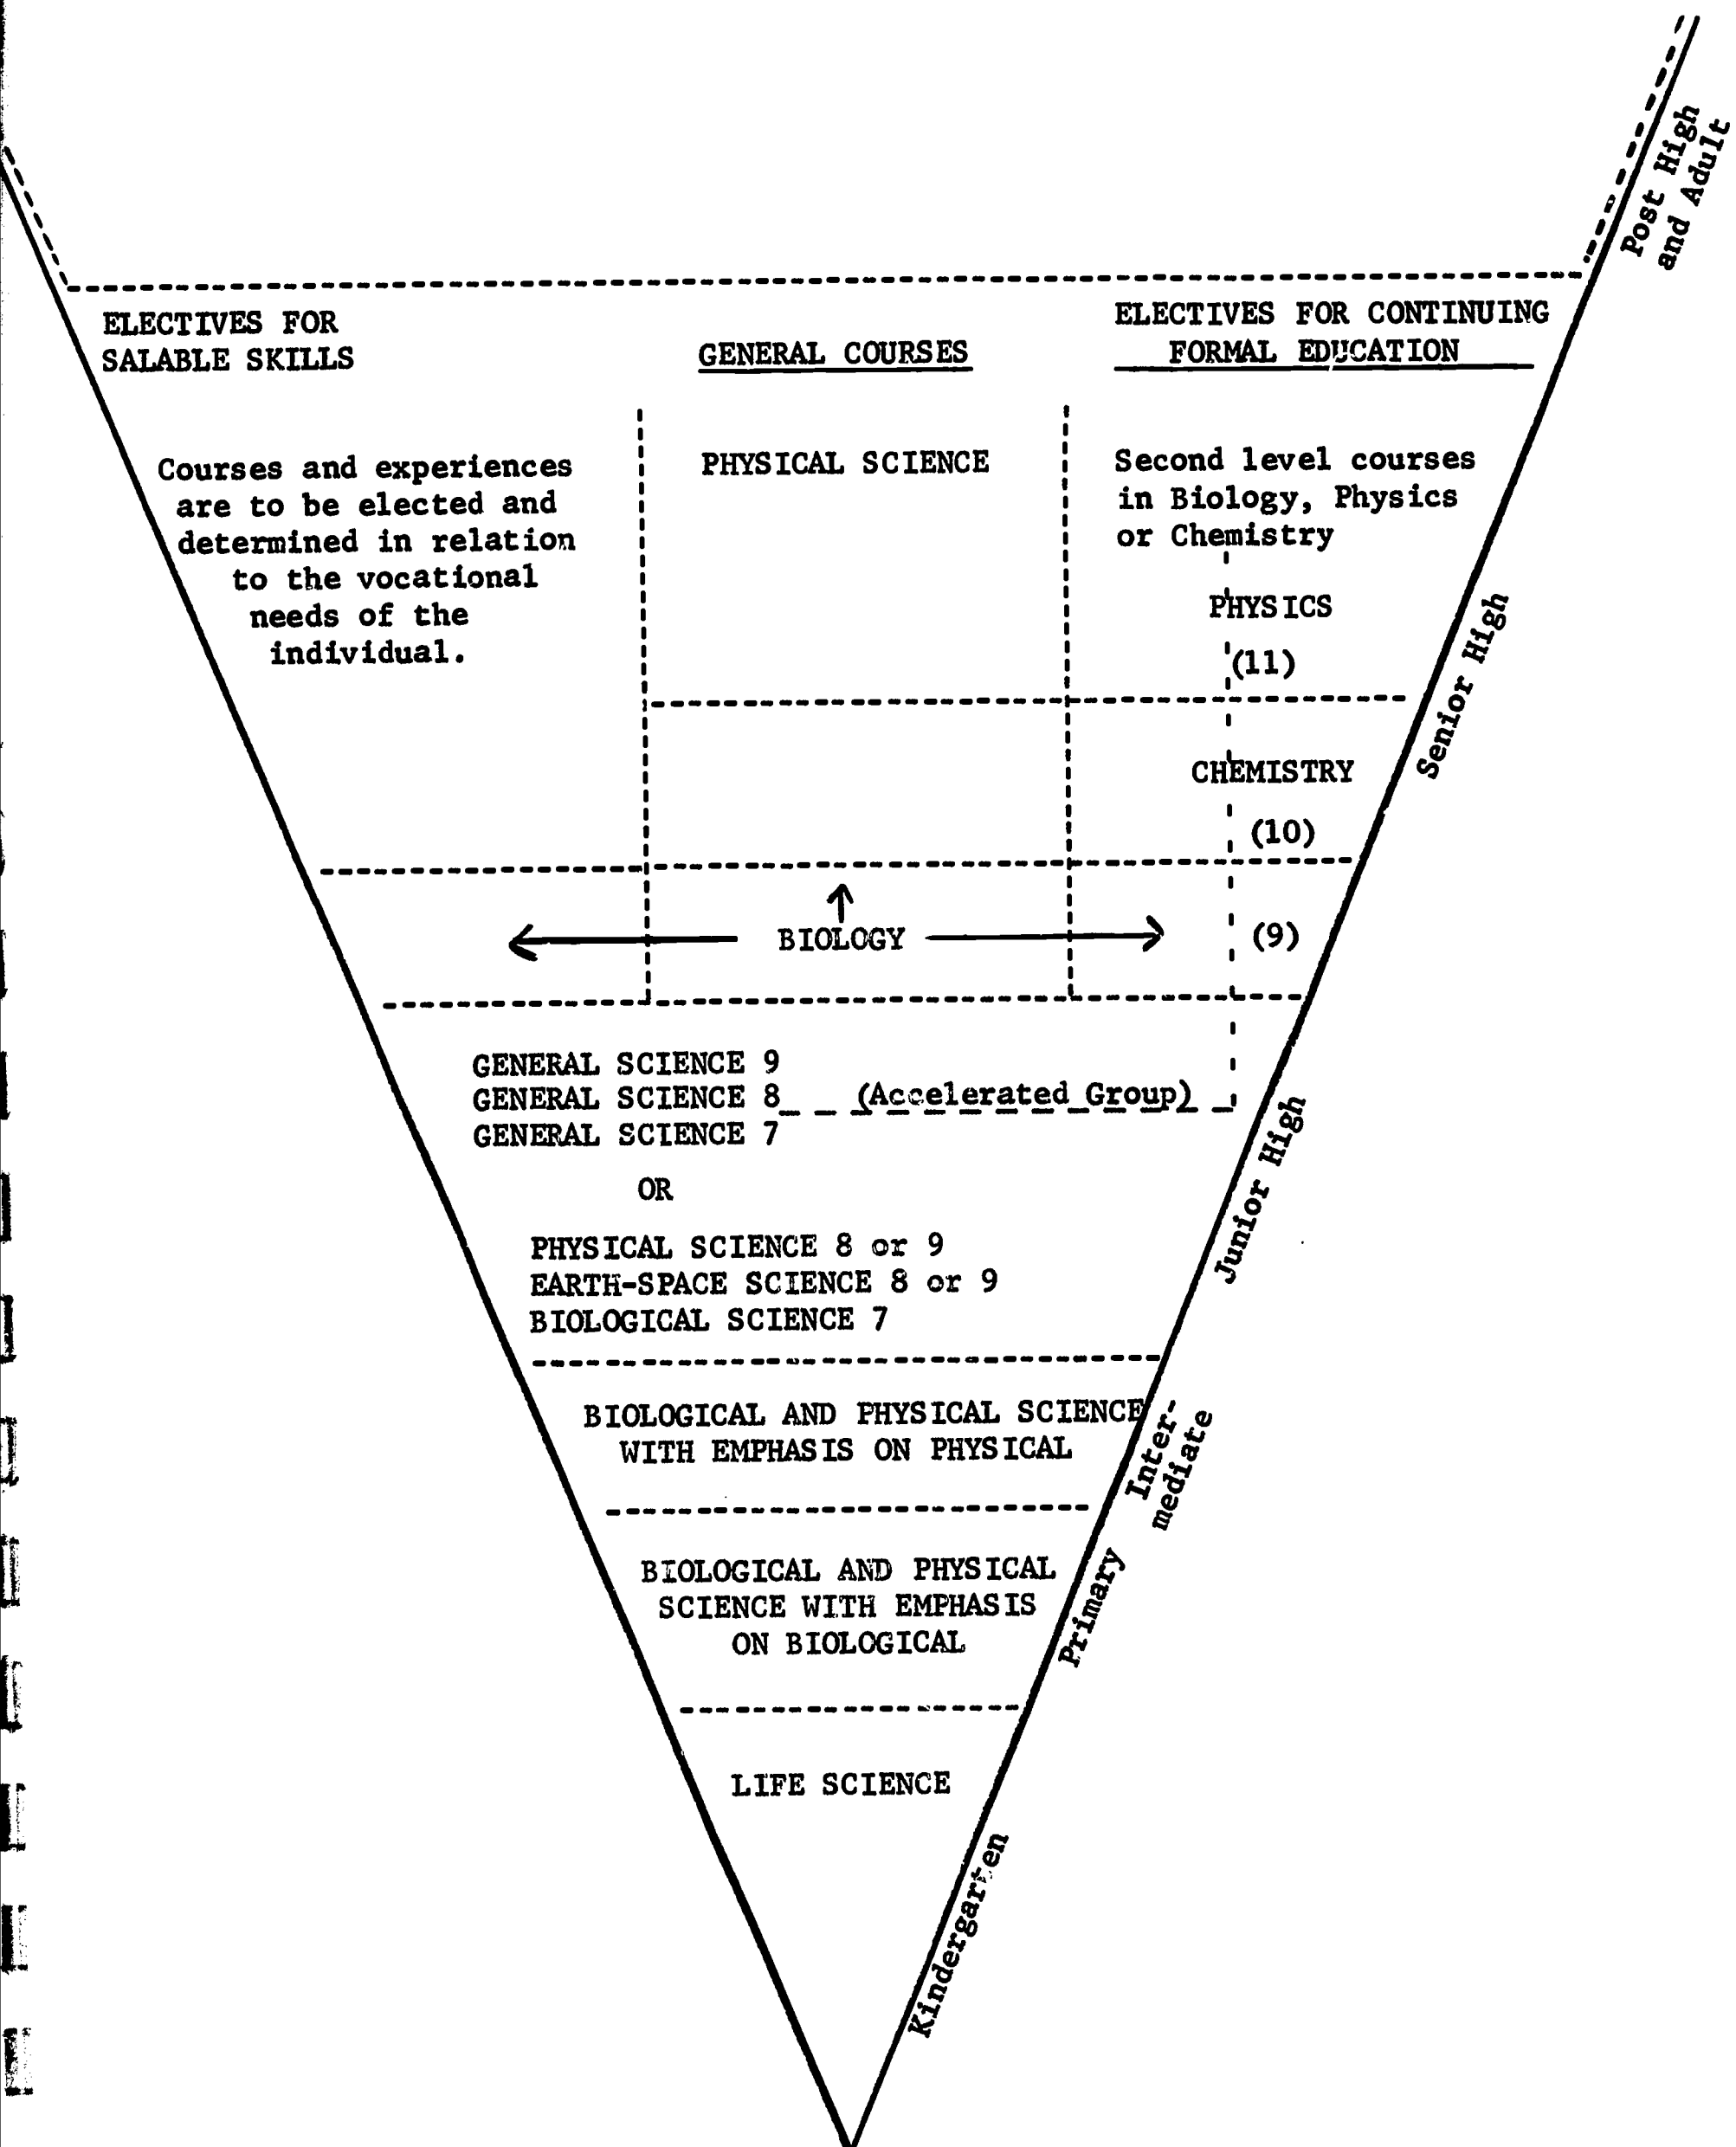 Post High
and Adult
ELECTIVES FOR
SALABLE SKILLS
GENERAL COURSES
ELECTIVES FOR CONTINUING
FORMAL EDUCATION
Courses and experiences
are to be elected and
determined in relation
to the vocational
needs of the
individual.
PHYSICAL SCIENCE
Second level courses
in Biology, Physics
or Chemistry
PHYSICS
(11)
Senior High
CHEMISTRY
(10)
BIOLOGY
(9)
GENERAL SCIENCE 9
GENERAL SCIENCE 8 (Accelerated Group)
GENERAL SCIENCE 7
OR
Junior High
PHYSICAL SCIENCE 8 or 9
EARTH-SPACE SCIENCE 8 or 9
BIOLOGICAL SCIENCE 7
BIOLOGICAL AND PHYSICAL SCIENCE
WITH EMPHASIS ON PHYSICAL
Inter-
mediate
BIOLOGICAL AND PHYSICAL
SCIENCE WITH EMPHASIS
ON BIOLOGICAL
Primary
LIFE SCIENCE
Kindergarten